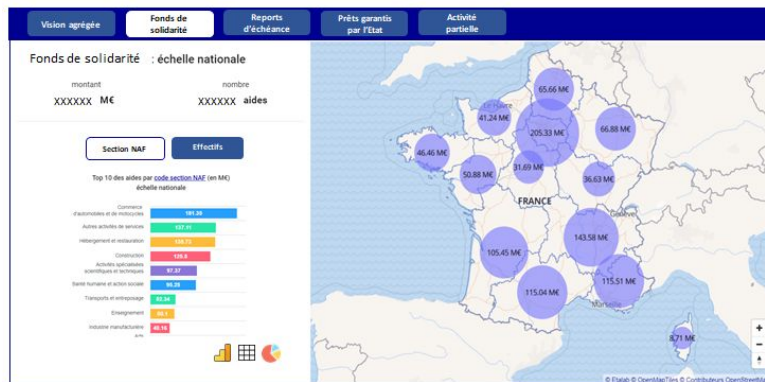 Vision agrégée
Fonds de
solidarité
Reports
d'échéance
Prêts garantis
par l'Etat
Activité
partielle
Fonds de solidarité : échelle nationale
montant
nombre
XXXXXX M€
XXXXXX aides
Section NAF
Effectifs
Top 10 des aides par code section NAF (en M€)
échelle nationale
Commerce
d'automobiles et de motocycles
Autres activités de services
137.11
Hébergement et restauration
Construction
Activités spécialisées
scientifiques et techniques
97.37
Santé humaine et action sociale
Transports et entreposage
Enseignement
Industrie manufacturière
65.66 M€
Le Havre
41.24 M€
205.33 M€
66.88 M€
46.46 M€
50.88 M€
31.69 M€
36.63 M€
FRANCE
Genève
143.58 M€
105.45 M€
115.04 M€
115.51 M€
Marseille
8.71 M€
+
−
© Etalab © OpenMapTiles © Contributeurs OpenStreetMap